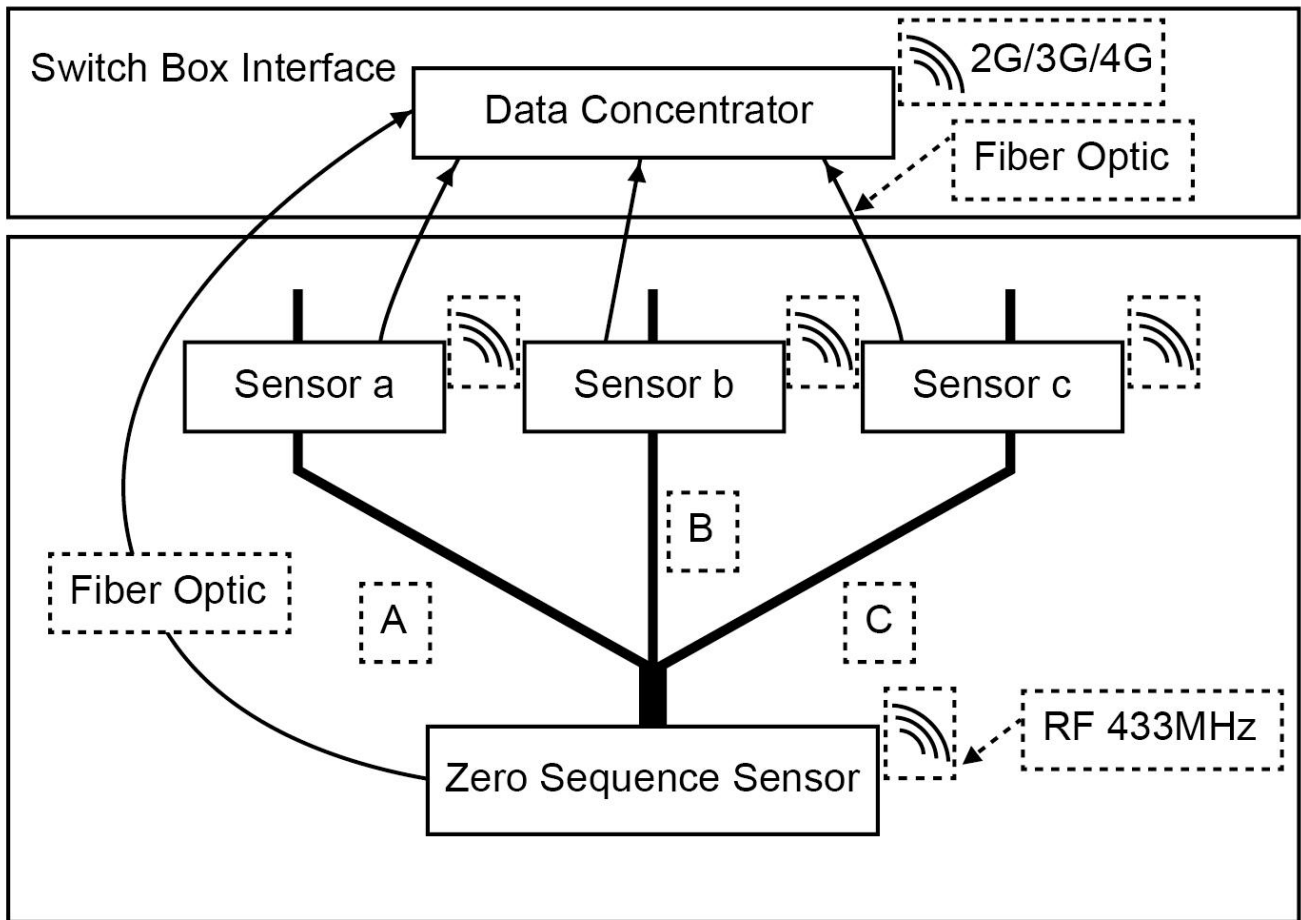 Switch Box Interface
2G/3G/4G
Data Concentrator
Fiber Optic
Sensor a
Sensor b
Sensor c
B
Fiber Optic
A
C
RF 433MHz
Zero Sequence Sensor